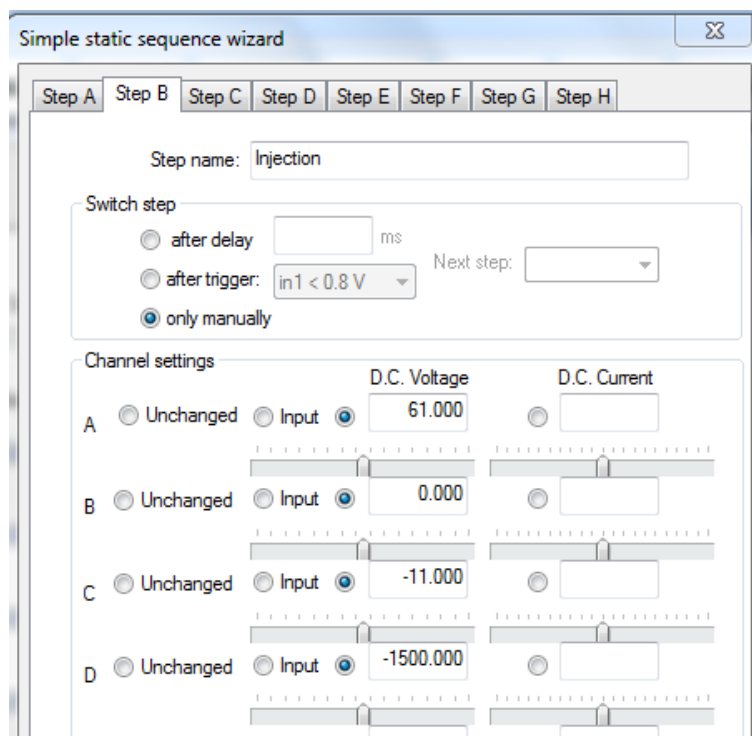 Simple static sequence wizard
Step A Step B Step C Step D Step E Step F Step G Step H
Step name: Injection
Switch step
after delay ms
after trigger: in1 < 0.8 V Next step:
only manually
Channel settings
D.C. Voltage D.C. Current
A Unchanged Input 61.000
B Unchanged Input 0.000
C Unchanged Input -11.000
D Unchanged Input -1500.000